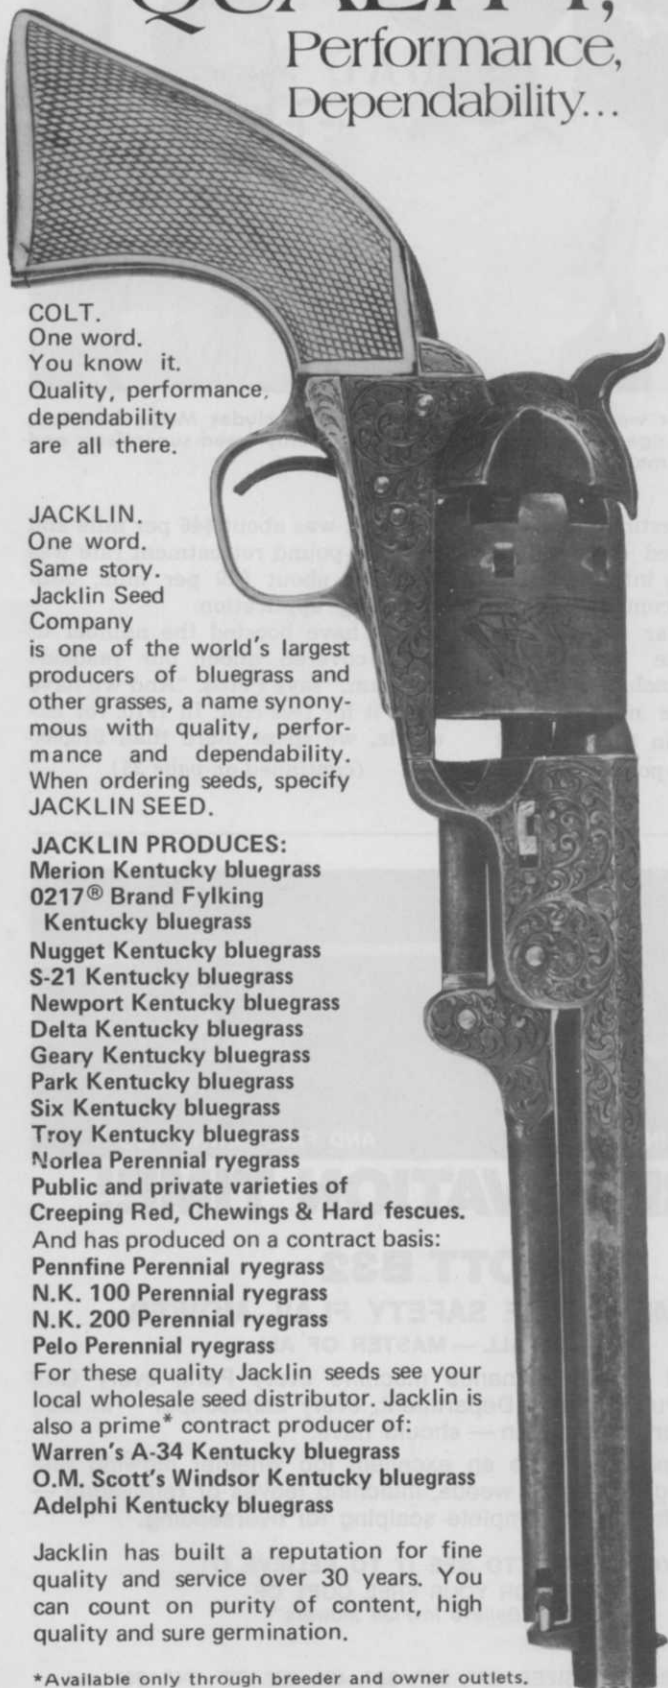 QUALITY,
Performance,
Dependability...
COLT.
One word.
You know it.
Quality, performance,
dependability
are all there.
JACKLIN.
One word.
Same story.
Jacklin Seed
Company
is one of the world's largest
producers of bluegrass and
other grasses, a name synony-
mous with quality, perfor-
mance and dependability.
When ordering seeds, specify
JACKLIN SEED.
JACKLIN PRODUCES:
Merion Kentucky bluegrass
0217® Brand Fylking
Kentucky bluegrass
Nugget Kentucky bluegrass
S-21 Kentucky bluegrass
Newport Kentucky bluegrass
Delta Kentucky bluegrass
Geary Kentucky bluegrass
Park Kentucky bluegrass
Six Kentucky bluegrass
Troy Kentucky bluegrass
Norlea Perennial ryegrass
Public and private varieties of
Creeping Red, Chewings & Hard fescues.
And has produced on a contract basis:
Pennfine Perennial ryegrass
N.K. 100 Perennial ryegrass
N.K. 200 Perennial ryegrass
Pelo Perennial ryegrass
For these quality Jacklin seeds see your
local wholesale seed distributor. Jacklin is
also a prime* contract producer of:
Warren's A-34 Kentucky bluegrass
O.M. Scott's Windsor Kentucky bluegrass
Adelphi Kentucky bluegrass
Jacklin has built a reputation for fine
quality and service over 30 years. You
can count on purity of content, high
quality and sure germination.
*Available only through breeder and owner outlets.